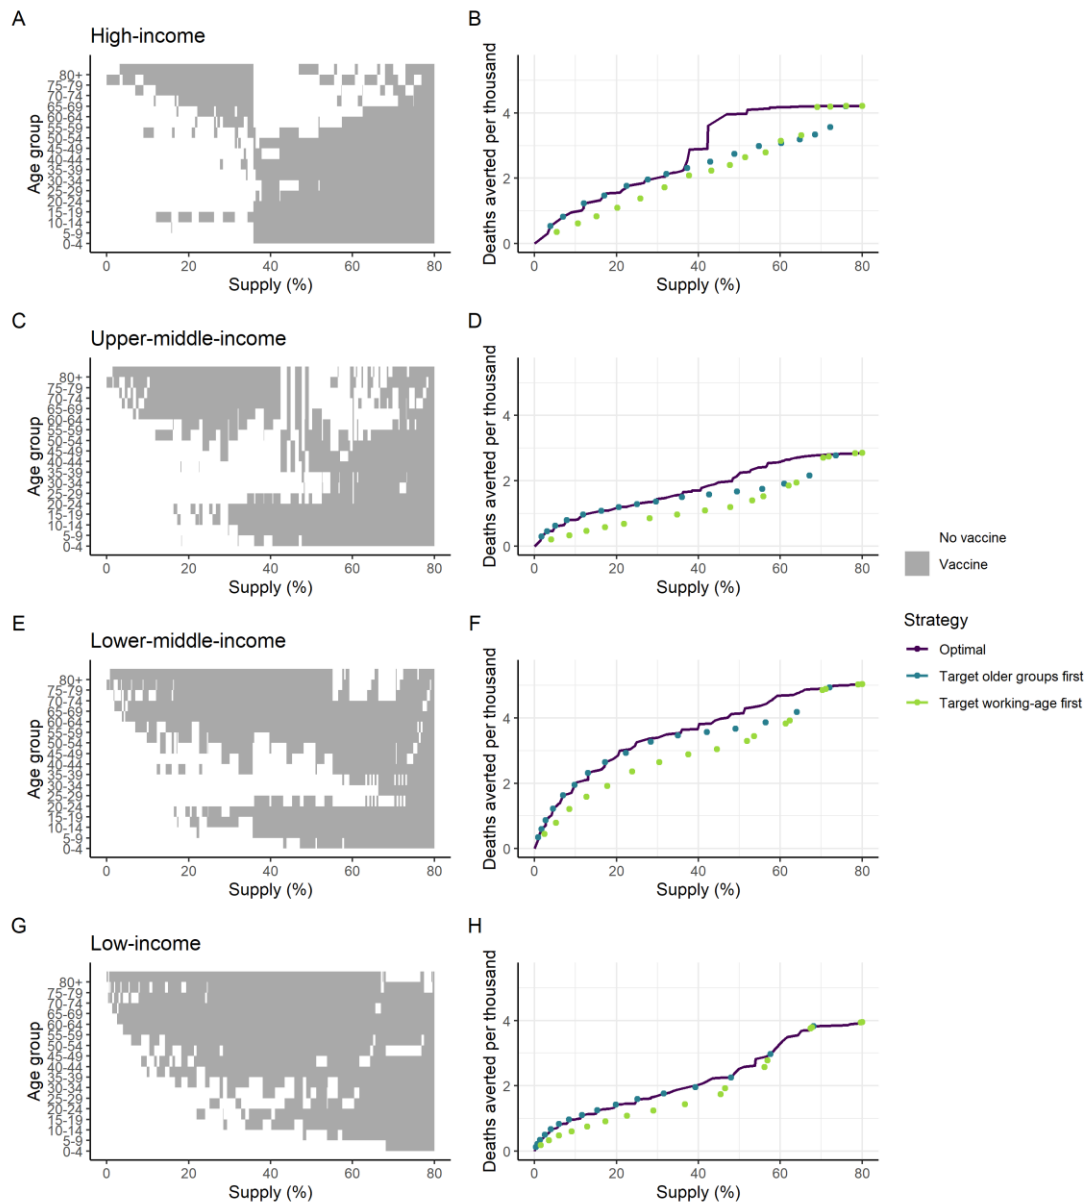 A
High-income
Age group
80+
75-79
70-74
65-69
60-64
55-59
50-54
45-49
40-44
35-39
30-34
25-29
20-24
15-19
10-14
5-9
0-4
0 20 40 60 80
Supply (%)
B
Deaths averted per thousand
4
2
0
0 20 40 60 80
Supply (%)
C
Upper-middle-income
Age group
80+
75-79
70-74
65-69
60-64
55-59
50-54
45-49
40-44
35-39
30-34
25-29
20-24
15-19
10-14
5-9
0-4
0 20 40 60 80
Supply (%)
D
Deaths averted per thousand
4
2
0
0 20 40 60 80
Supply (%)
No vaccine
Vaccine
E
Lower-middle-income
Age group
80+
75-79
70-74
65-69
60-64
55-59
50-54
45-49
40-44
35-39
30-34
25-29
20-24
15-19
10-14
5-9
0-4
0 20 40 60 80
Supply (%)
F
Deaths averted per thousand
4
2
0
0 20 40 60 80
Supply (%)
Strategy
Optimal
Target older groups first
Target working-age first
G
Low-income
Age group
80+
75-79
70-74
65-69
60-64
55-59
50-54
45-49
40-44
35-39
30-34
25-29
20-24
15-19
10-14
5-9
0-4
0 20 40 60 80
Supply (%)
H
Deaths averted per thousand
4
2
0
0 20 40 60 80
Supply (%)